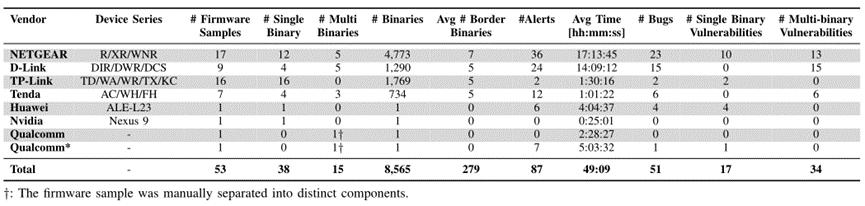 Vendor Device Series # Firmware # Single # Multi # Binaries Avg # Border #Alerts Avg Time # Bugs # Single Binary # Multi-binary
Samples Binary Binaries Binaries [hh:mm:ss] Vulnerabilities Vulnerabilities
NETGEAR R/XR/WNR 17 12 5 4,773 7 36 17:13:45 23 10 13
D-Link DIR/DWR/DCS 9 4 5 1,290 5 24 14:09:12 15 0 15
TP-Link TD/WA/WR/TX/KC 16 16 0 1,769 5 2 1:30:16 2 2 0
Tenda AC/WH/FH 7 4 3 734 5 12 1:01:22 6 0 6
Huawei ALE-L23 1 1 0 1 0 6 4:04:37 4 4 0
Nvidia Nexus 9 1 1 0 1 0 0 0:25:01 0 0 0
Qualcomm - 1 0 1† 1 0 0 2:28:27 0 0 0
Qualcomm* - 1 0 1† 1 0 7 5:03:32 1 1 0
Total - 53 38 15 8,565 279 87 49:09 51 17 34
†: The firmware sample was manually separated into distinct components.